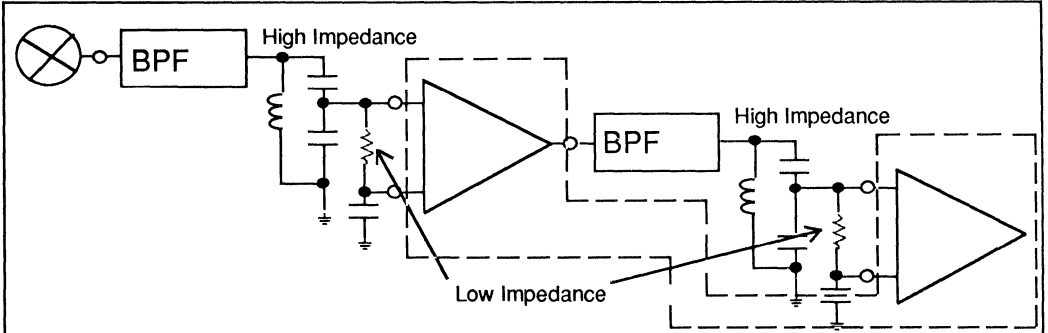 High Impedance
BPF
High Impedance
BPF
Low Impedance